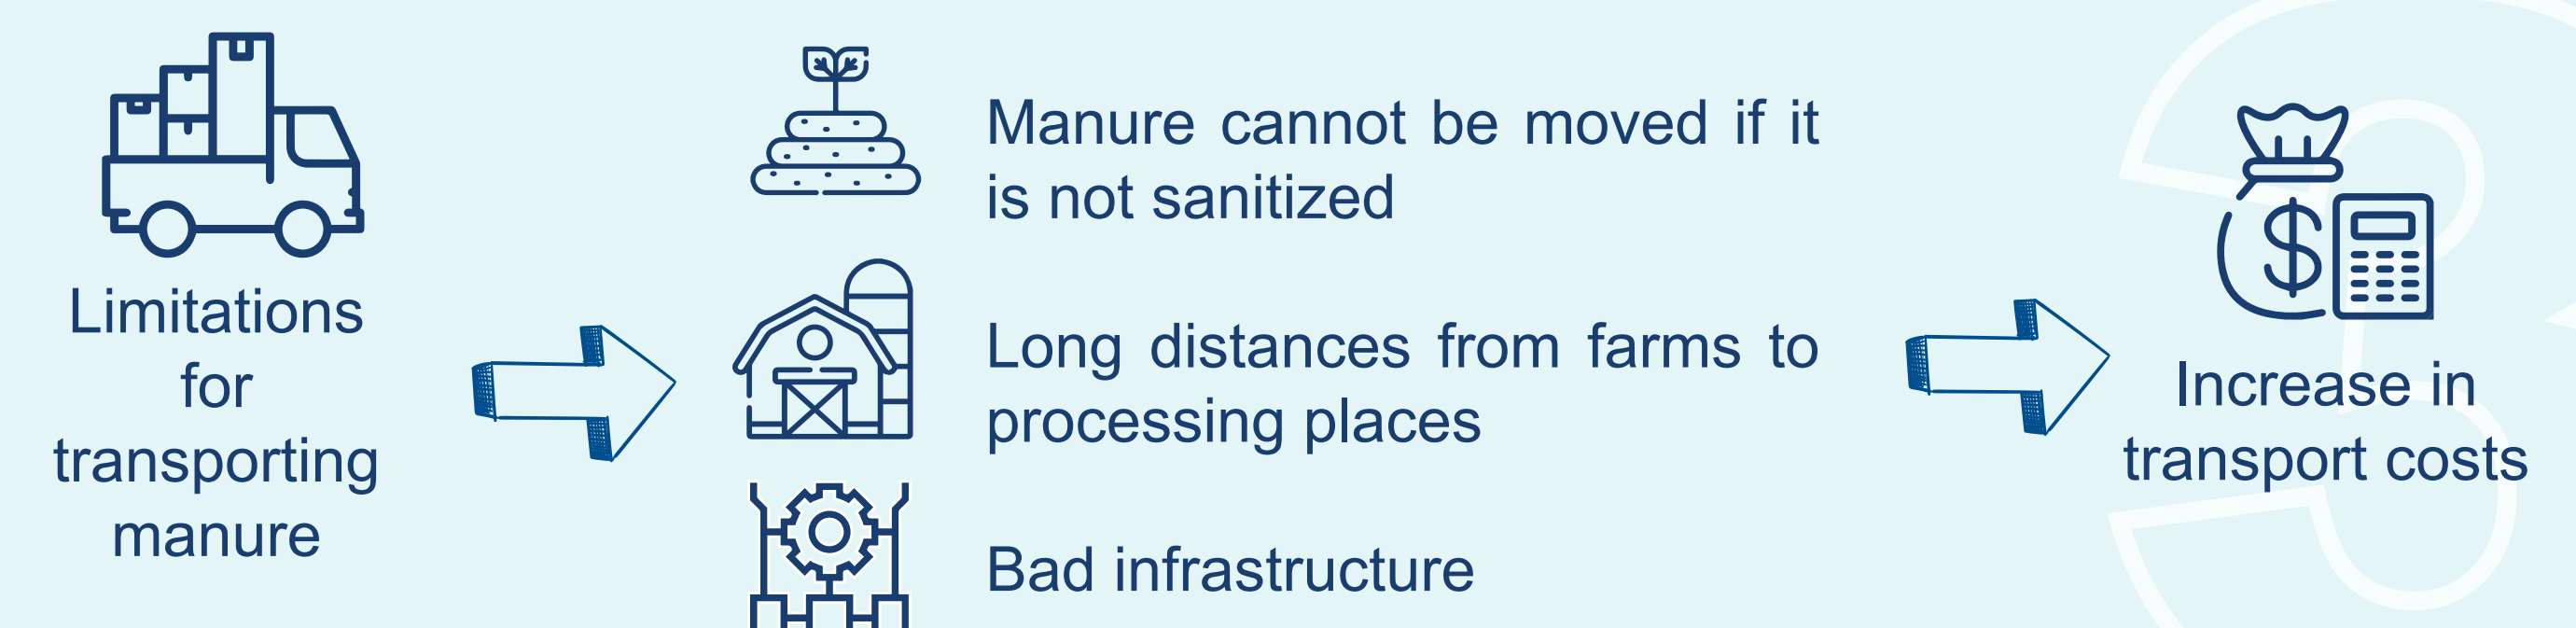 Limitations
for
transporting
manure
Manure cannot be moved if it
is not sanitized
Long distances from farms to
processing places
Bad infrastructure
$
Increase in
transport costs
3